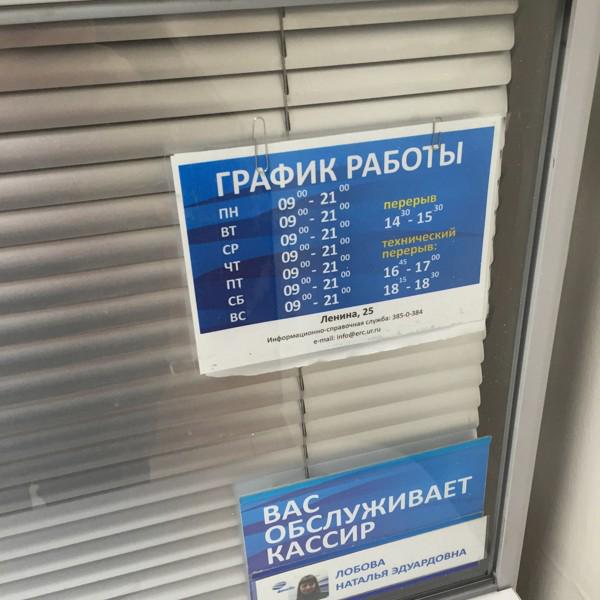 ГРАФИК РАБОТЫ
ПН 09⁰⁰ - 21⁰⁰
ВТ 09⁰⁰ - 21⁰⁰
СР 09⁰⁰ - 21⁰⁰
ЧТ 09⁰⁰ - 21⁰⁰
ПТ 09⁰⁰ - 21⁰⁰
СБ 09⁰⁰ - 21⁰⁰
ВС 09⁰⁰ - 21⁰⁰
перерыв
14³⁰ - 15³⁰
технический
перерыв:
16⁴⁵ - 17⁰⁰
18¹⁵ - 18³⁰
Ленина, 25
Информационно-справочная служба: 385-0-384
e-mail: info@erc.ur.ru
ВАС
ОБСЛУЖИВАЕТ
КАССИР
ЛОБОВА
НАТАЛЬЯ ЭДУАРДОВНА